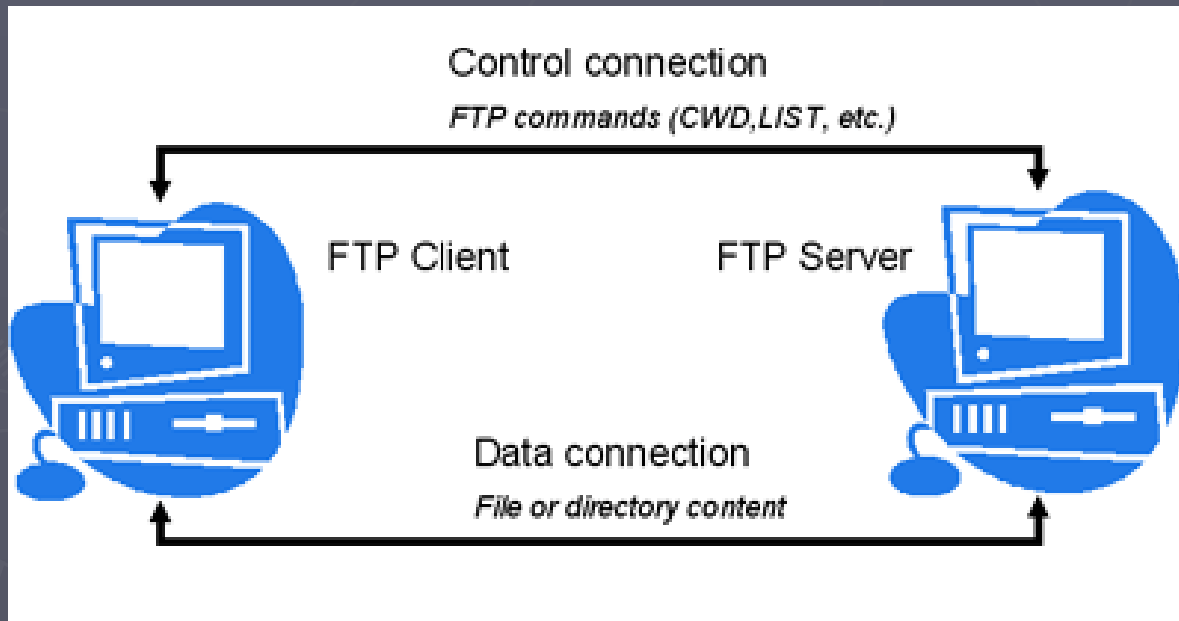 Control connection
FTP commands (CWD,LIST, etc.)
FTP Client
FTP Server
Data connection
File or directory content